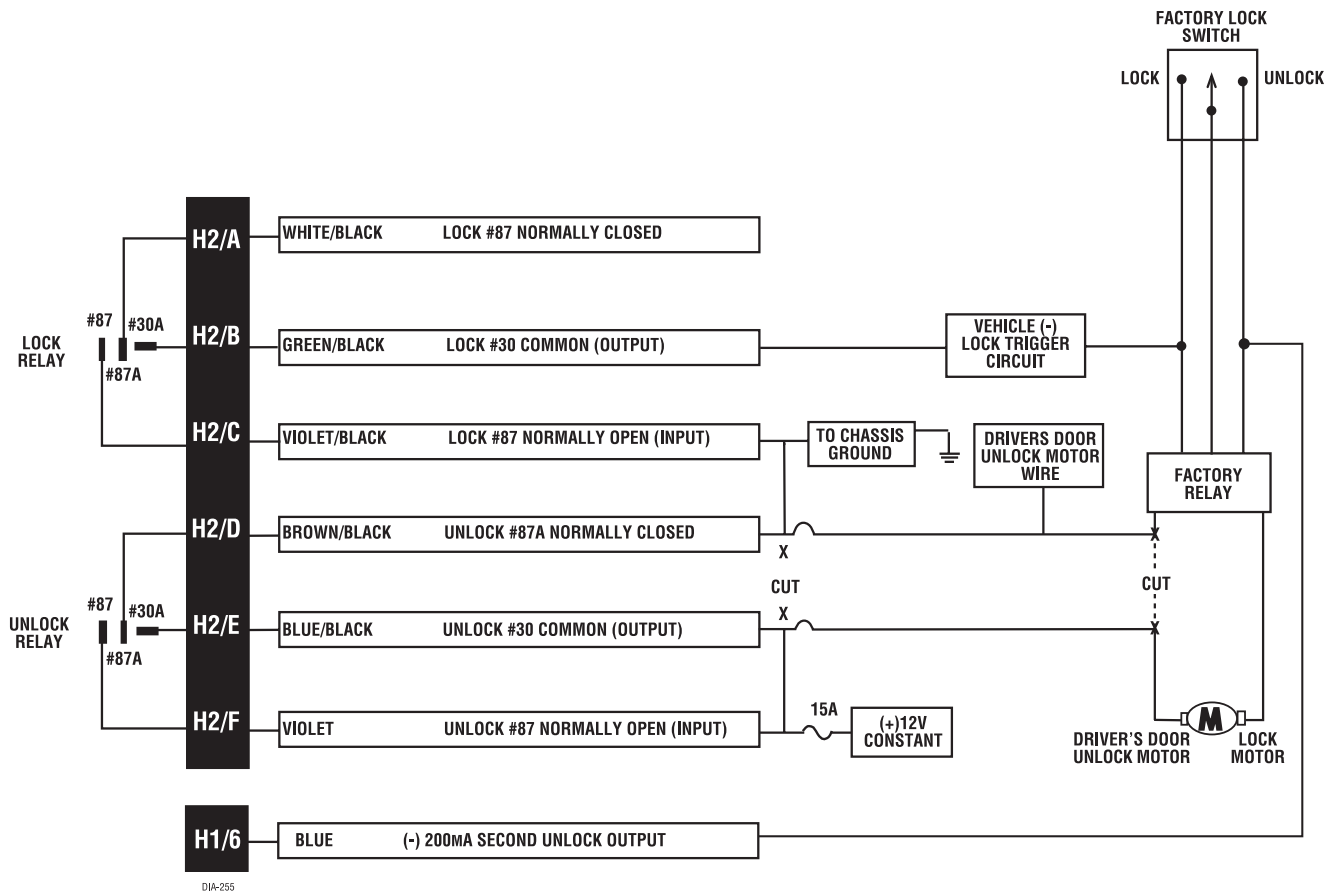 FACTORY LOCK
SWITCH
LOCK
UNLOCK
H2/A
WHITE/BLACK LOCK #87 NORMALLY CLOSED
#87
#30A
LOCK
RELAY
#87A
H2/B
GREEN/BLACK LOCK #30 COMMON (OUTPUT)
VEHICLE (-)
LOCK TRIGGER
CIRCUIT
H2/C
VIOLET/BLACK LOCK #87 NORMALLY OPEN (INPUT)
TO CHASSIS
GROUND
DRIVERS DOOR
UNLOCK MOTOR
WIRE
FACTORY
RELAY
H2/D
BROWN/BLACK UNLOCK #87A NORMALLY CLOSED
X
X
CUT
CUT
X
X
#87
#30A
UNLOCK
RELAY
#87A
H2/E
BLUE/BLACK UNLOCK #30 COMMON (OUTPUT)
H2/F
VIOLET UNLOCK #87 NORMALLY OPEN (INPUT)
15A
(+)12V
CONSTANT
M
DRIVER'S DOOR
UNLOCK MOTOR
LOCK
MOTOR
H1/6
BLUE (-) 200MA SECOND UNLOCK OUTPUT
DIA-255